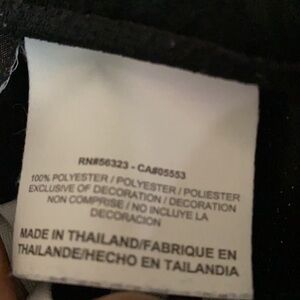 RN#56323 - CA#05553
100% POLYESTER / POLYESTER / POLIESTER
EXCLUSIVE OF DECORATION / DECORATION
NON COMPRISE / NO INCLUYE LA
DECORACION
MADE IN THAILAND/FABRIQUE EN
THAILANDE/HECHO EN TAILANDIA